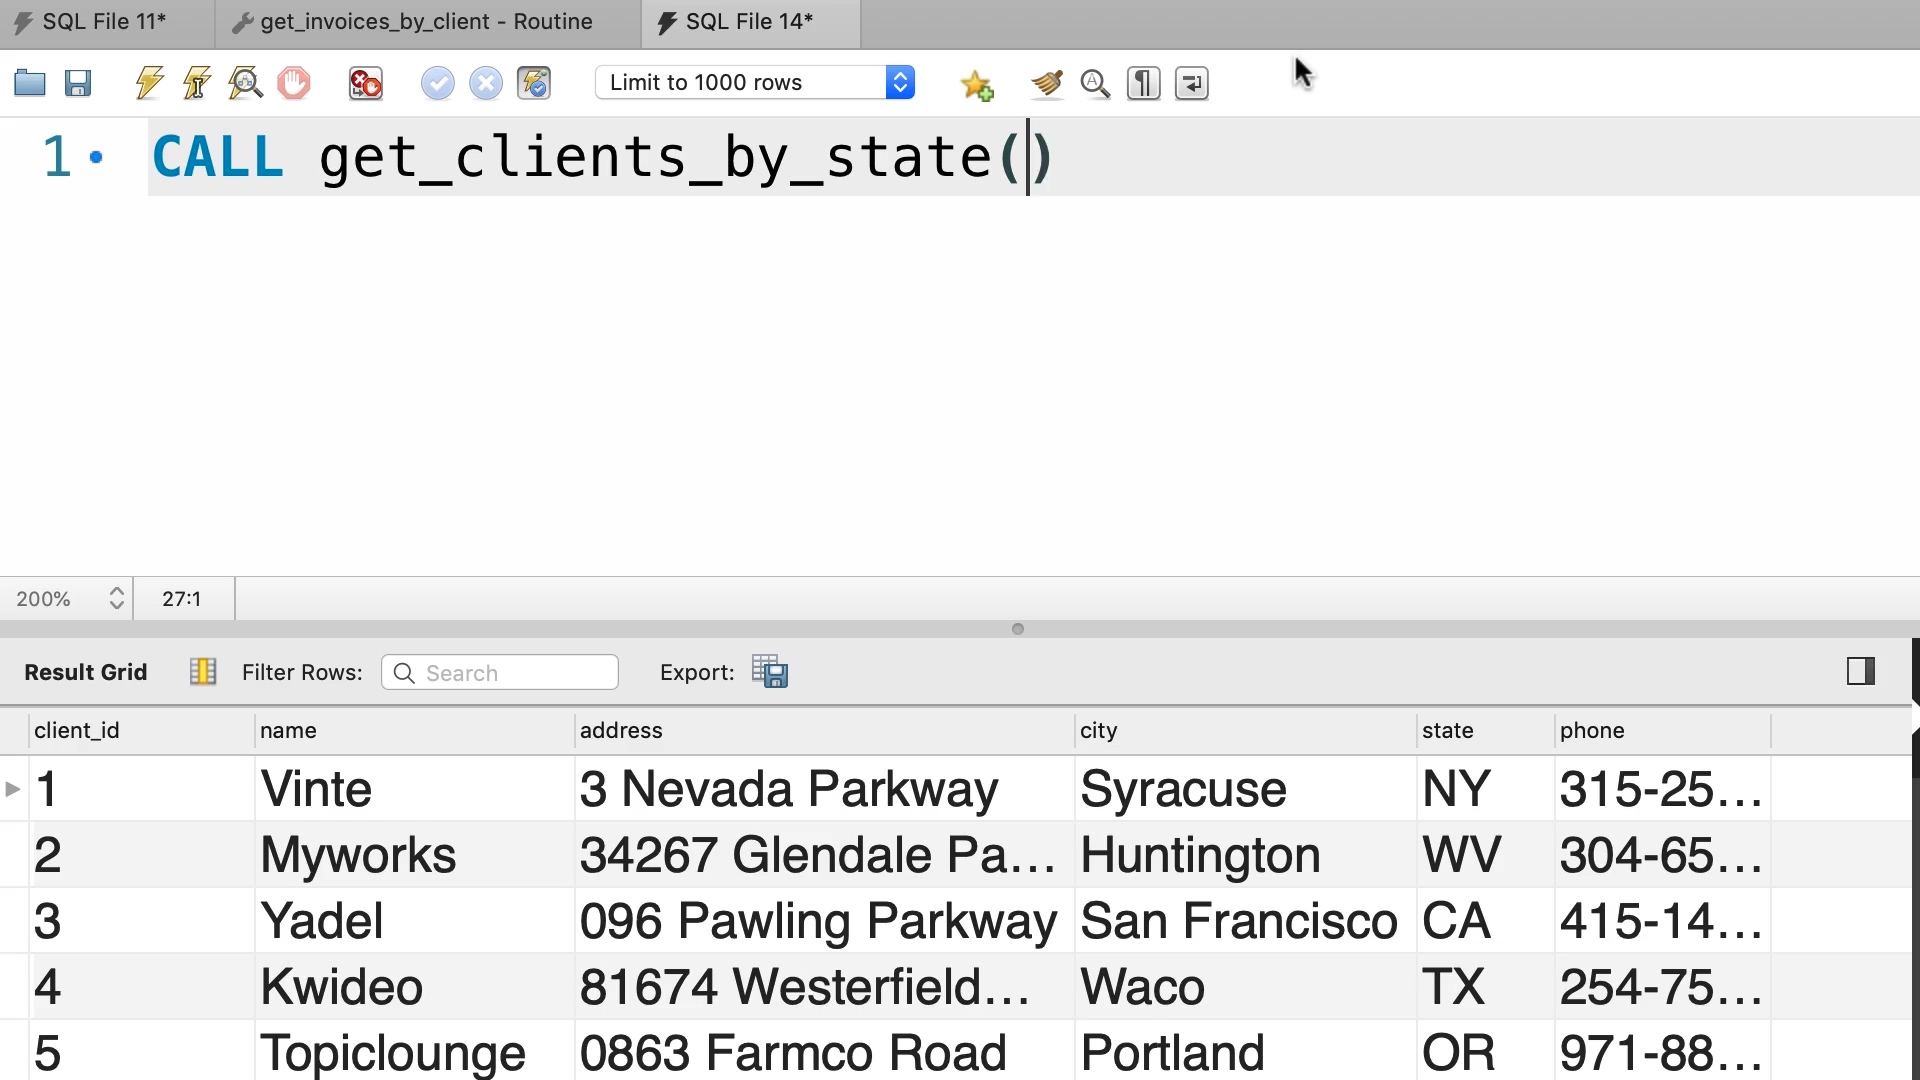 SQL File 11* get_invoices_by_client - Routine SQL File 14*
Limit to 1000 rows
1 CALL get_clients_by_state()
200% 27:1
Result Grid Filter Rows: Search Export:
client_id name address city state phone
1 Vinte 3 Nevada Parkway Syracuse NY 315-25...
2 Myworks 34267 Glendale Pa... Huntington WV 304-65...
3 Yadel 096 Pawling Parkway San Francisco CA 415-14...
4 Kwideo 81674 Westerfield... Waco TX 254-75...
5 Topiclounge 0863 Farmco Road Portland OR 971-88...